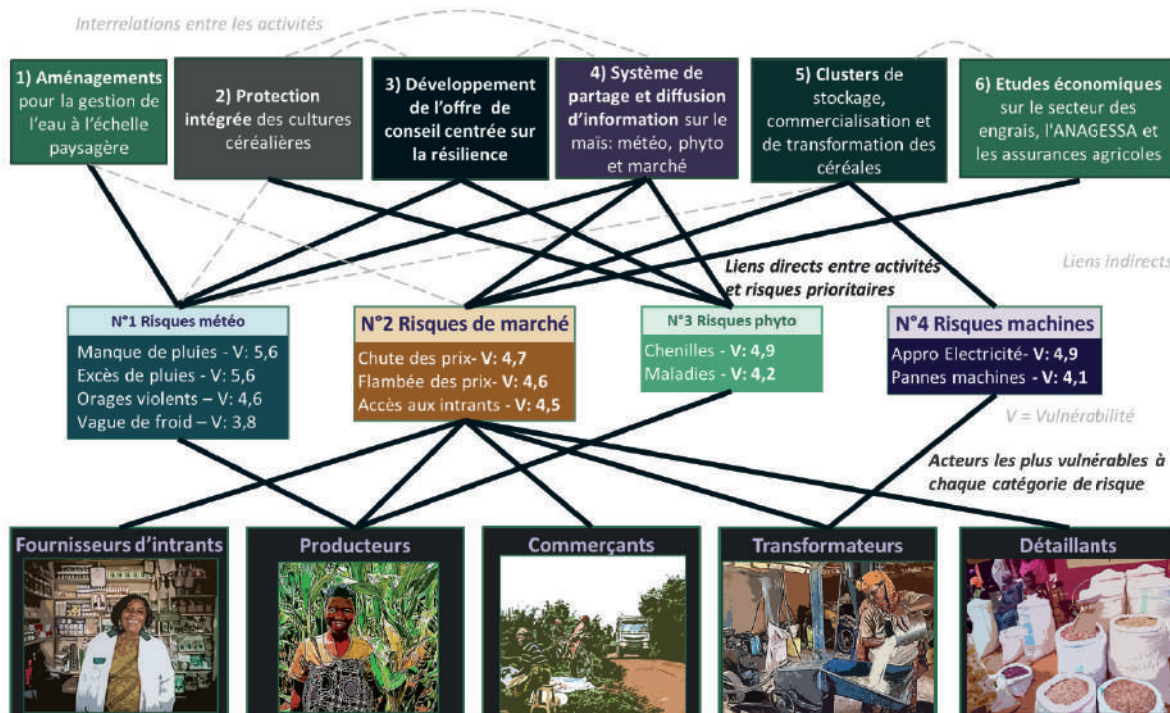 Interrelations entre les activités
1) Aménagements
pour la gestion de
l'eau à l'échelle
paysagère
2) Protection
intégrée des cultures
céréalières
3) Développement
de l'offre de
conseil centrée sur
la résilience
4) Système de
partage et diffusion
d'information sur le
maïs: météo, phyto
et marché
5) Clusters de
stockage,
commercialisation et
de transformation des
céréales
6) Etudes économiques
sur le secteur des
engrais, l'ANAGESSA et
les assurances agricoles
Liens directs entre activités
et risques prioritaires
Liens indirects
N°1 Risques météo
Manque de pluies - V: 5,6
Excès de pluies - V: 5,6
Orages violents – V: 4,6
Vague de froid – V: 3,8
N°2 Risques de marché
Chute des prix- V: 4,7
Flambée des prix- V: 4,6
Accès aux intrants - V: 4,5
N°3 Risques phyto
Chenilles - V: 4,9
Maladies - V: 4,2
N°4 Risques machines
Appro Electricité- V: 4,9
Pannes machines - V: 4,1
V = Vulnérabilité
Acteurs les plus vulnérables à
chaque catégorie de risque
Fournisseurs d'intrants
Producteurs
Commerçants
Transformateurs
Détaillants